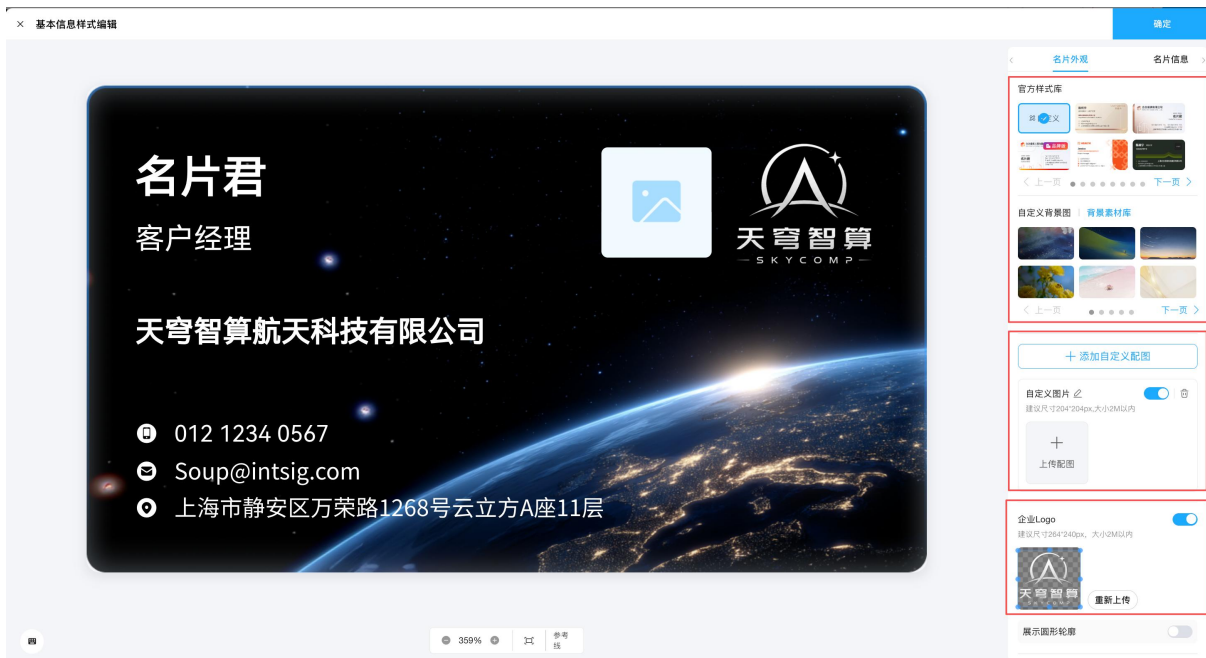 × 基本信息样式编辑
确定
名片外观
名片信息
官方样式库
名片君
客户经理
天穹智算
SKYCOMP
天穹智算航天科技有限公司
012 1234 0567
Soup@intsig.com
上海市静安区万荣路1268号云立方A座11层
上一页
下一页
自定义背景图
背景素材库
上一页
下一页
+ 添加自定义配图
自定义图片
建议尺寸204*204px,大小2M以内
+
上传配图
企业Logo
建议尺寸264*240px，大小2M以内
天穹智算
重新上传
展示圆形轮廓
359%
参考
线